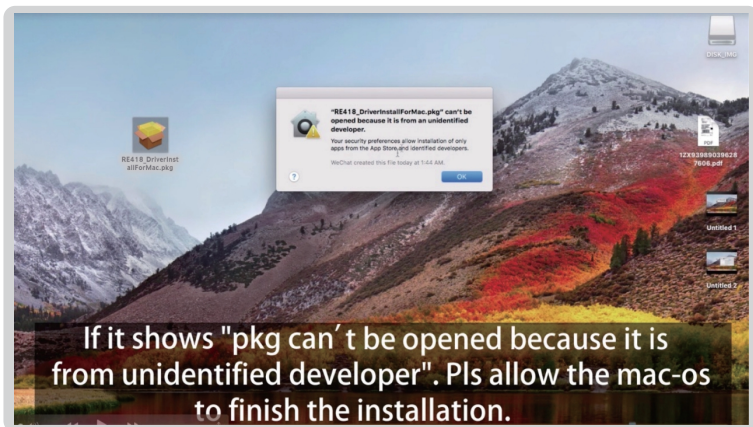 "RE418_DriverInstallForMac.pkg" can't be
opened because it is from an unidentified
developer.
Your security preferences allow installation of only
apps from the App Store and identified developers.
WeChat created this file today at 1:44 AM.
?
OK
RE418_DriverInst
allForMac.pkg
PDF
1ZX93989039628
7606.pdf
Untitled 1
Untitled 2
If it shows "pkg can´t be opened because it is
from unidentified developer". Pls allow the mac-os
to finish the installation.